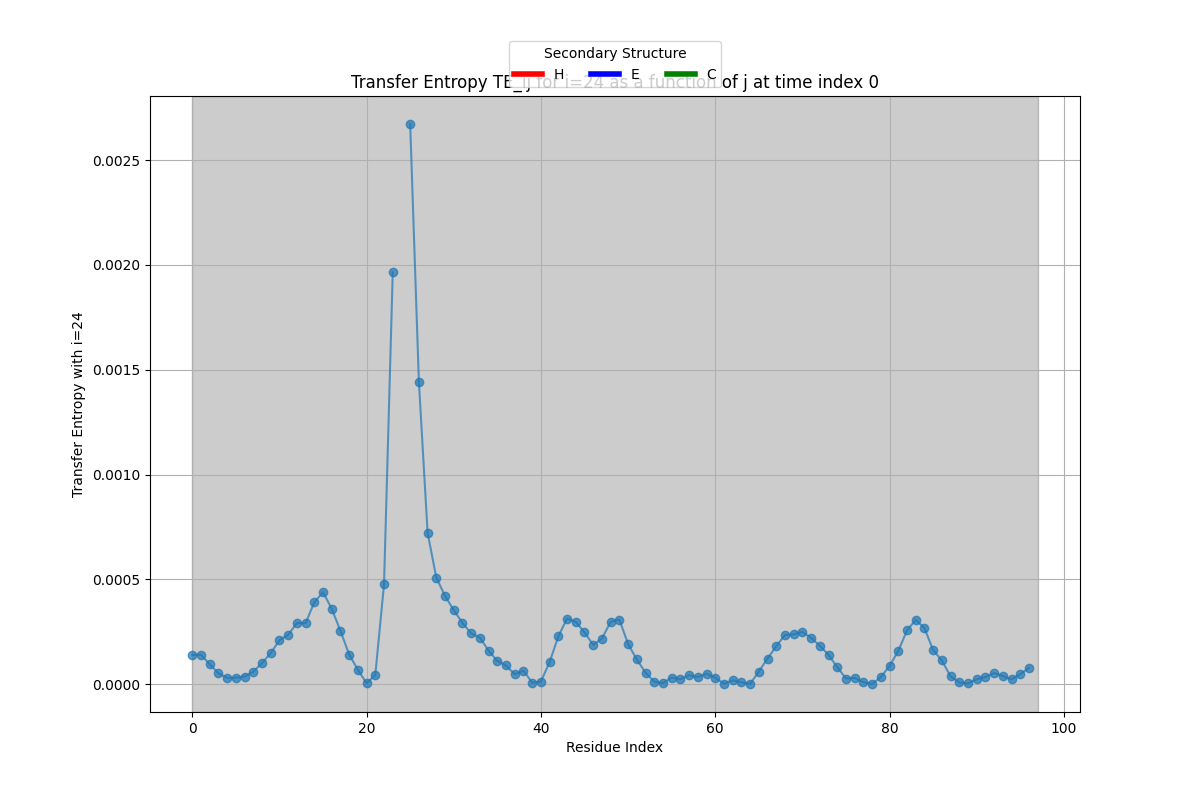 Secondary Structure
H E C
Transfer Entropy TE_ij for i=24 as a function of j at time index 0
Transfer Entropy with i=24
0.0025
0.0020
0.0015
0.0010
0.0005
0.0000
0 20 40 60 80 100
Residue Index